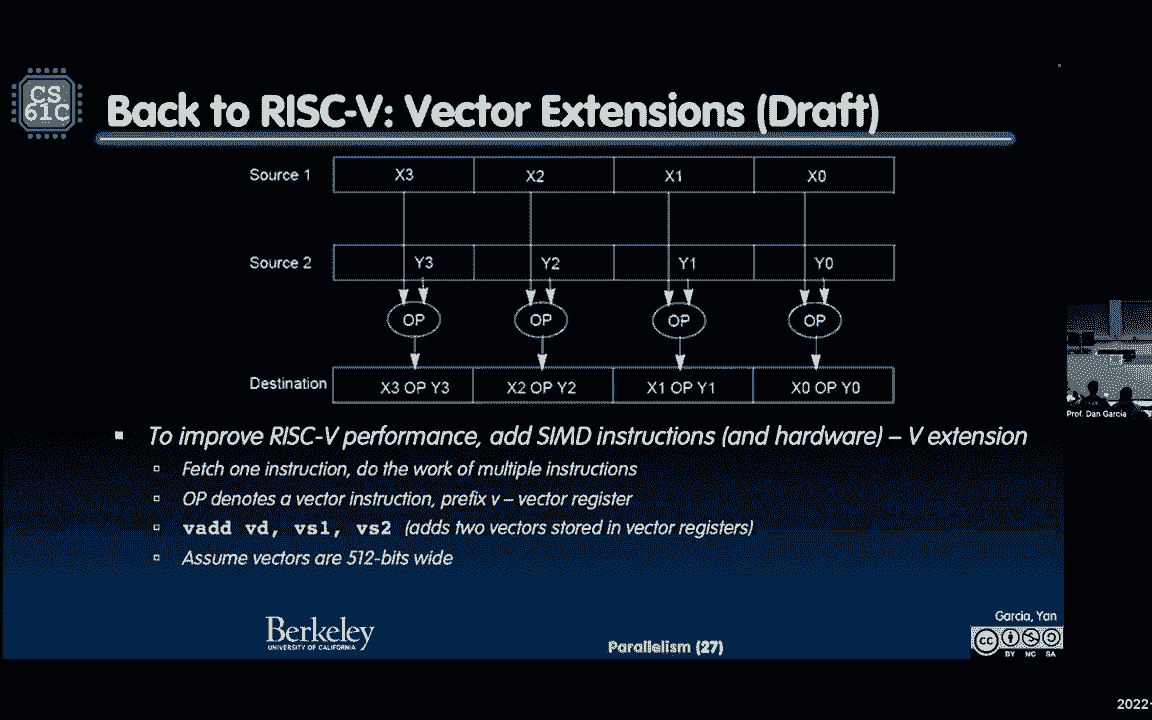 CS
61C
Back to RISC-V: Vector Extensions (Draft)
Source 1 X3 X2 X1 X0
Source 2 Y3 Y2 Y1 Y0
OP OP OP OP
Destination X3 OP Y3 X2 OP Y2 X1 OP Y1 X0 OP Y0
▪ To improve RISC-V performance, add SIMD instructions (and hardware) – V extension
▫ Fetch one instruction, do the work of multiple instructions
▫ OP denotes a vector instruction, prefix v – vector register
▫ vadd vd, vs1, vs2 (adds two vectors stored in vector registers)
▫ Assume vectors are 512-bits wide
Prof. Dan Garcia
Berkeley
UNIVERSITY OF CALIFORNIA
Parallelism (27)
Garcia, Yan
cc
BY NC SA
2022-